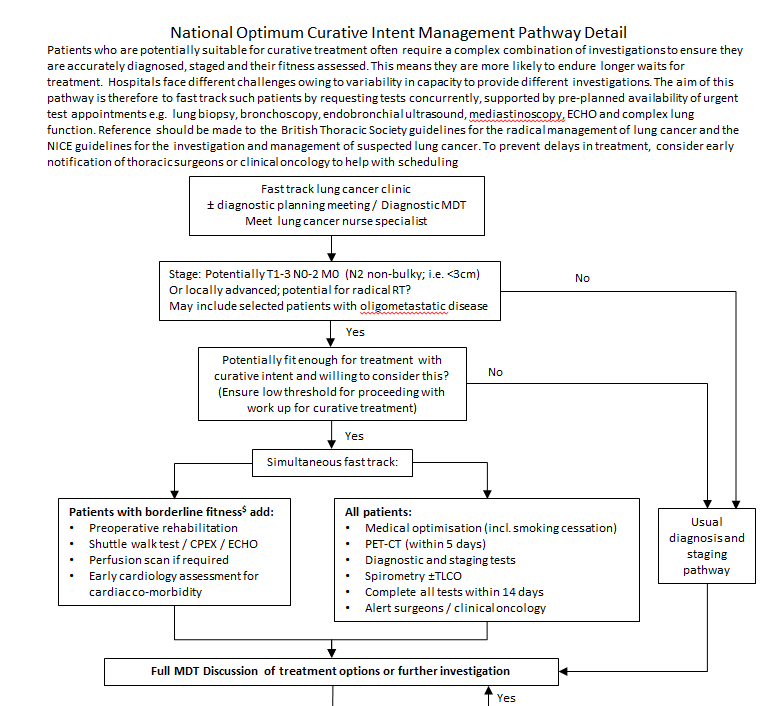 National Optimum Curative Intent Management Pathway Detail
Patients who are potentially suitable for curative treatment often require a complex combination of investigations to ensure they
are accurately diagnosed, staged and their fitness assessed. This means they are more likely to endure longer waits for
treatment. Hospitals face different challenges owing to variability in capacity to provide different investigations. The aim of this
pathway is therefore to fast track such patients by requesting tests concurrently, supported by pre-planned availability of urgent
test appointments e.g. lung biopsy, bronchoscopy, endobronchial ultrasound, mediastinoscopy, ECHO and complex lung
function. Reference should be made to the British Thoracic Society guidelines for the radical management of lung cancer and the
NICE guidelines for the investigation and management of suspected lung cancer. To prevent delays in treatment, consider early
notification of thoracic surgeons or clinical oncology to help with scheduling
Fast track lung cancer clinic
± diagnostic planning meeting / Diagnostic MDT
Meet lung cancer nurse specialist
Stage: Potentially T1-3 N0-2 M0 (N2 non-bulky; i.e. <3cm)
Or locally advanced; potential for radical RT?
May include selected patients with oligometastatic disease
No
Yes
Potentially fit enough for treatment with
curative intent and willing to consider this?
(Ensure low threshold for proceeding with
work up for curative treatment)
No
Yes
Simultaneous fast track:
Patients with borderline fitness$ add:
• Preoperative rehabilitation
• Shuttle walk test / CPEX / ECHO
• Perfusion scan if required
• Early cardiology assessment for
cardiac co-morbidity
All patients:
• Medical optimisation (incl. smoking cessation)
• PET-CT (within 5 days)
• Diagnostic and staging tests
• Spirometry ±TLCO
• Complete all tests within 14 days
• Alert surgeons / clinical oncology
Usual
diagnosis and
staging
pathway
Full MDT Discussion of treatment options or further investigation
Yes